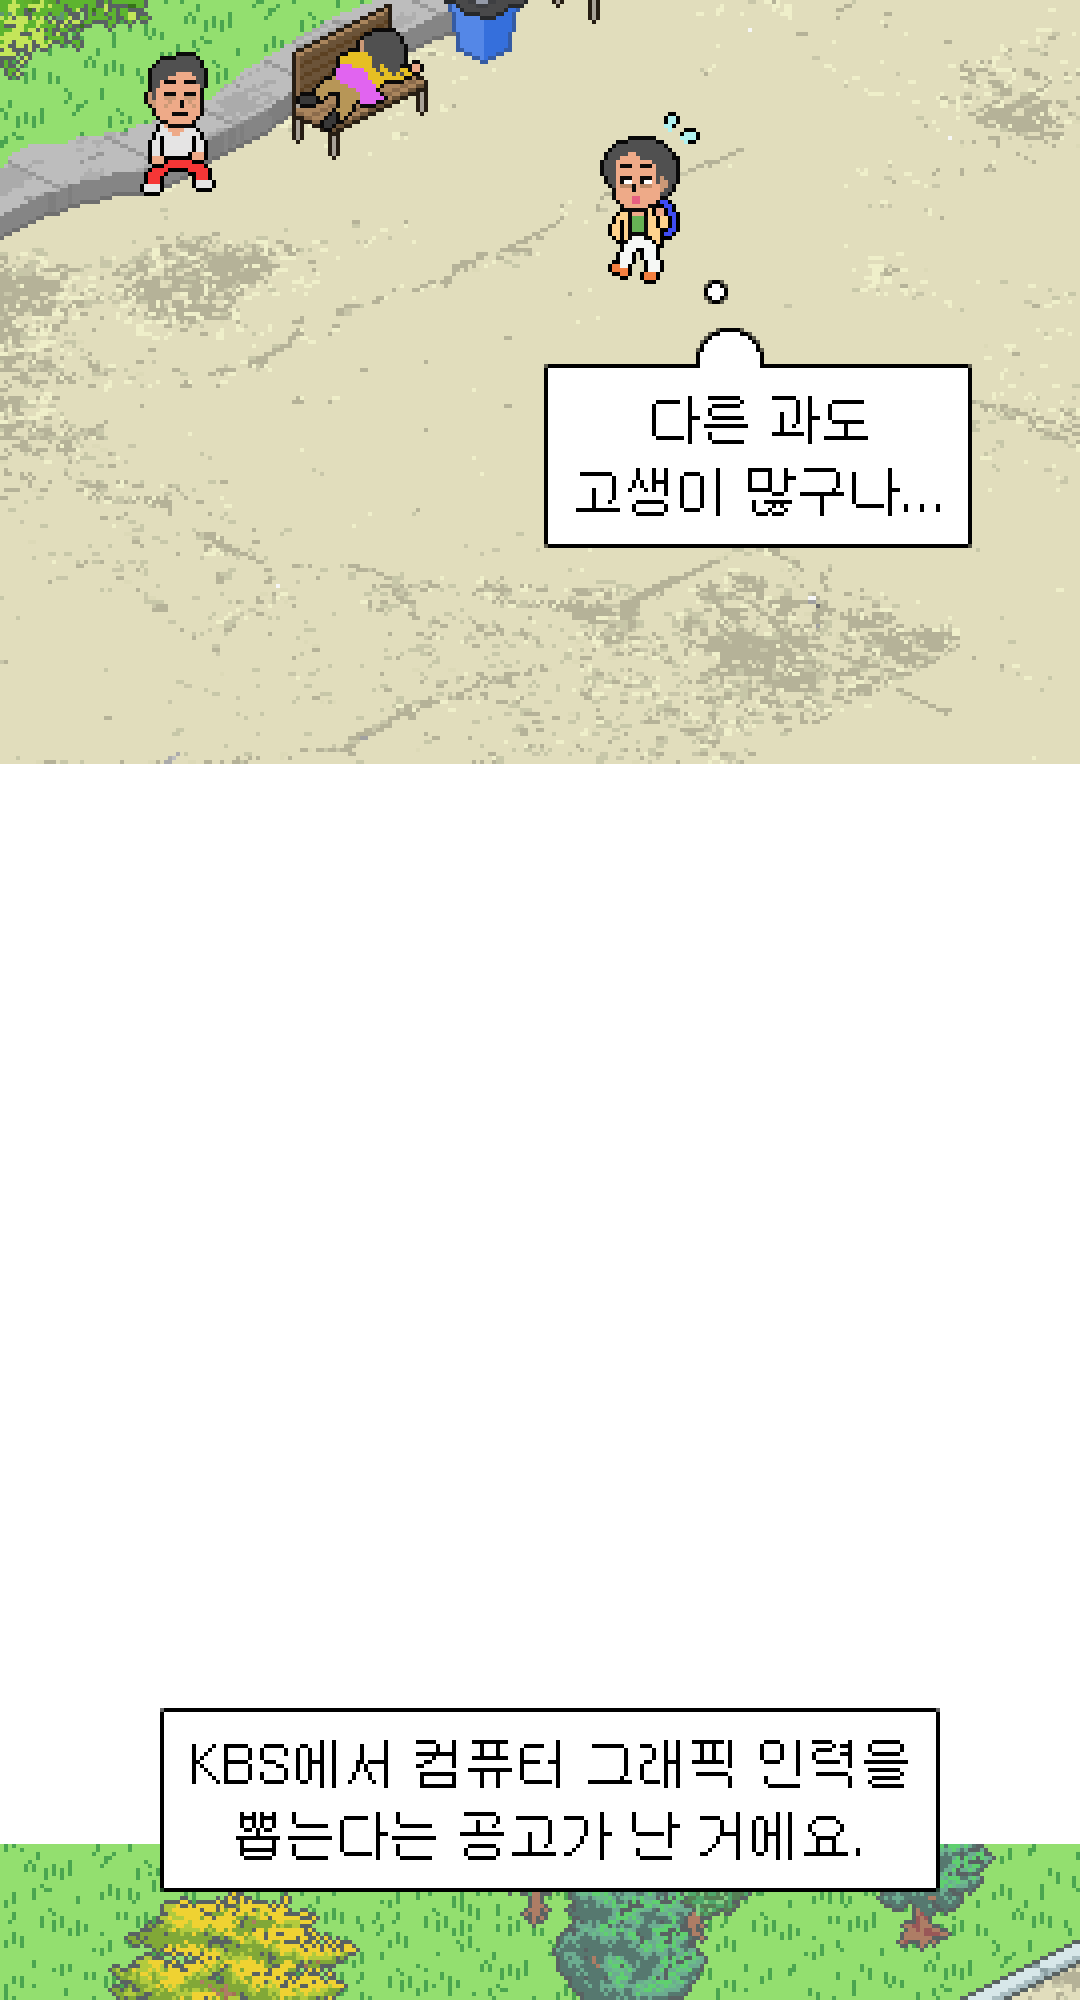 다른 과도
고생이 많구나...
KBS에서 컴퓨터 그래픽 인력을
뽑는다는 공고가 난 거에요.